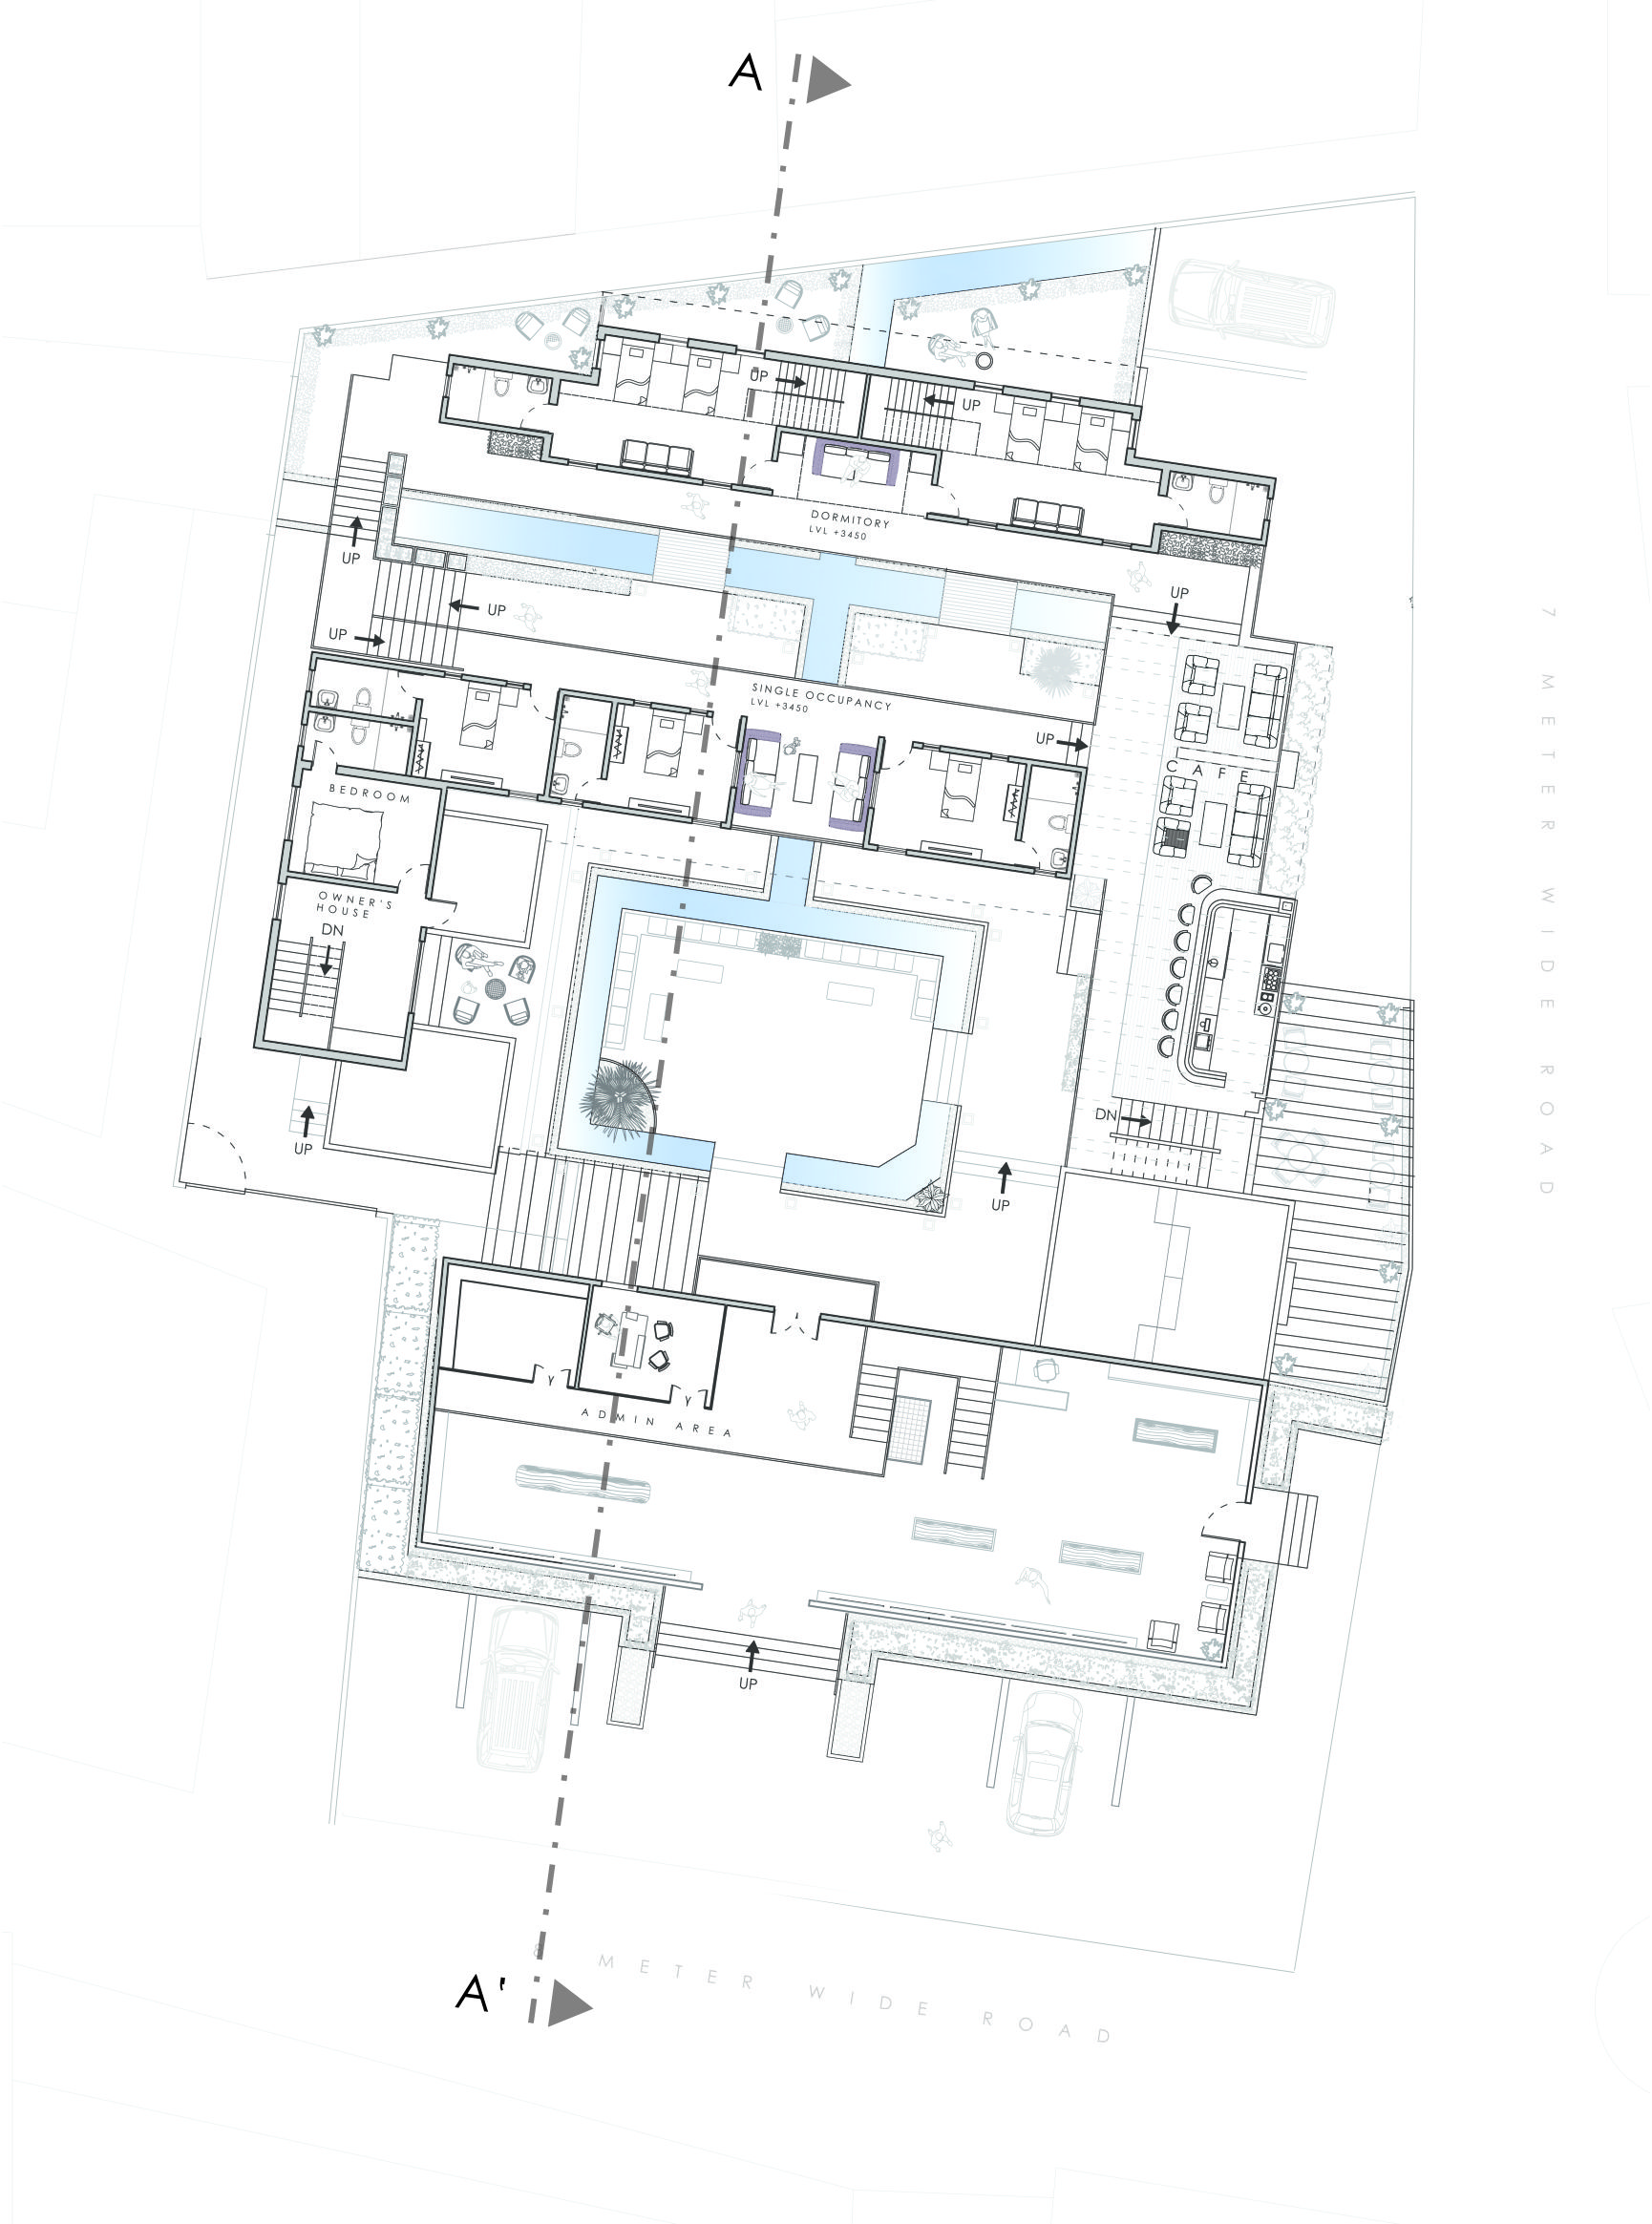 A
UP
UP
DORMITORY
LVL +3450
UP
UP
UP
UP
SINGLE OCCUPANCY
LVL +3450
UP
CAFE
BEDROOM
OWNER'S
HOUSE
DN
DN
UP
UP
ADMIN AREA
UP
A'
8 METER WIDE ROAD
7 METER WIDE ROAD